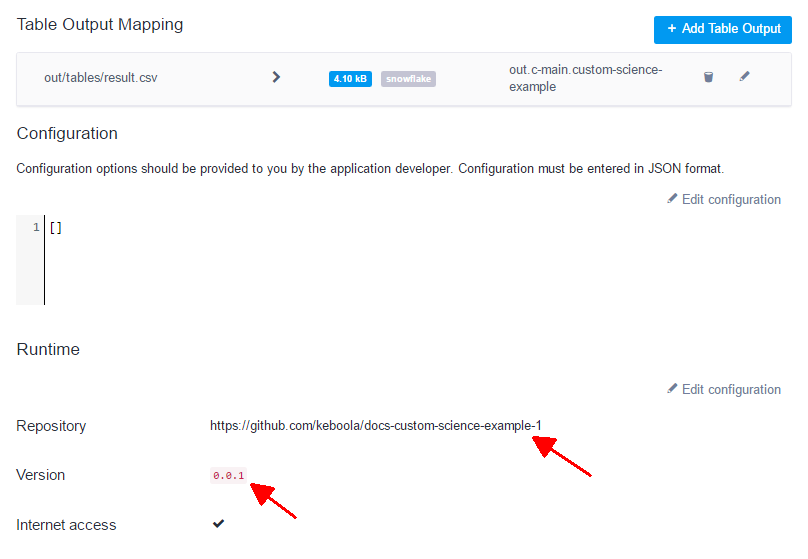 Table Output Mapping
+ Add Table Output
out/tables/result.csv
4.10 kB
snowflake
out.c-main.custom-science-
example
Configuration
Configuration options should be provided to you by the application developer. Configuration must be entered in JSON format.
Edit configuration
1 []
Runtime
Edit configuration
Repository https://github.com/keboola/docs-custom-science-example-1
Version 0.0.1
Internet access